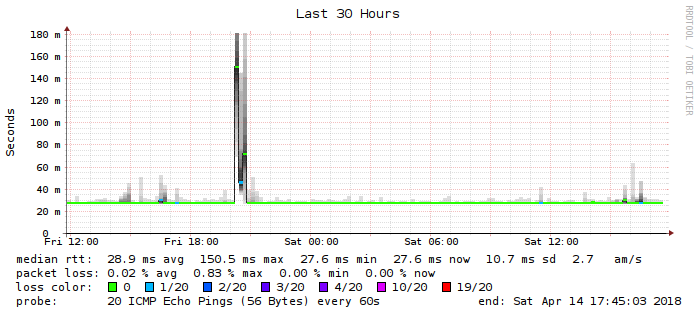 Last 30 Hours
RRDTOOL / TOBI OETIKER
Seconds
180 m
160 m
140 m
120 m
100 m
80 m
60 m
40 m
20 m
0
Fri 12:00 Fri 18:00 Sat 00:00 Sat 06:00 Sat 12:00
median rtt: 28.9 ms avg 150.5 ms max 27.6 ms min 27.6 ms now 10.7 ms sd 2.7 am/s
packet loss: 0.02 % avg 0.83 % max 0.00 % min 0.00 % now
loss color: 0 1/20 2/20 3/20 4/20 10/20 19/20
probe: 20 ICMP Echo Pings (56 Bytes) every 60s end: Sat Apr 14 17:45:03 2018